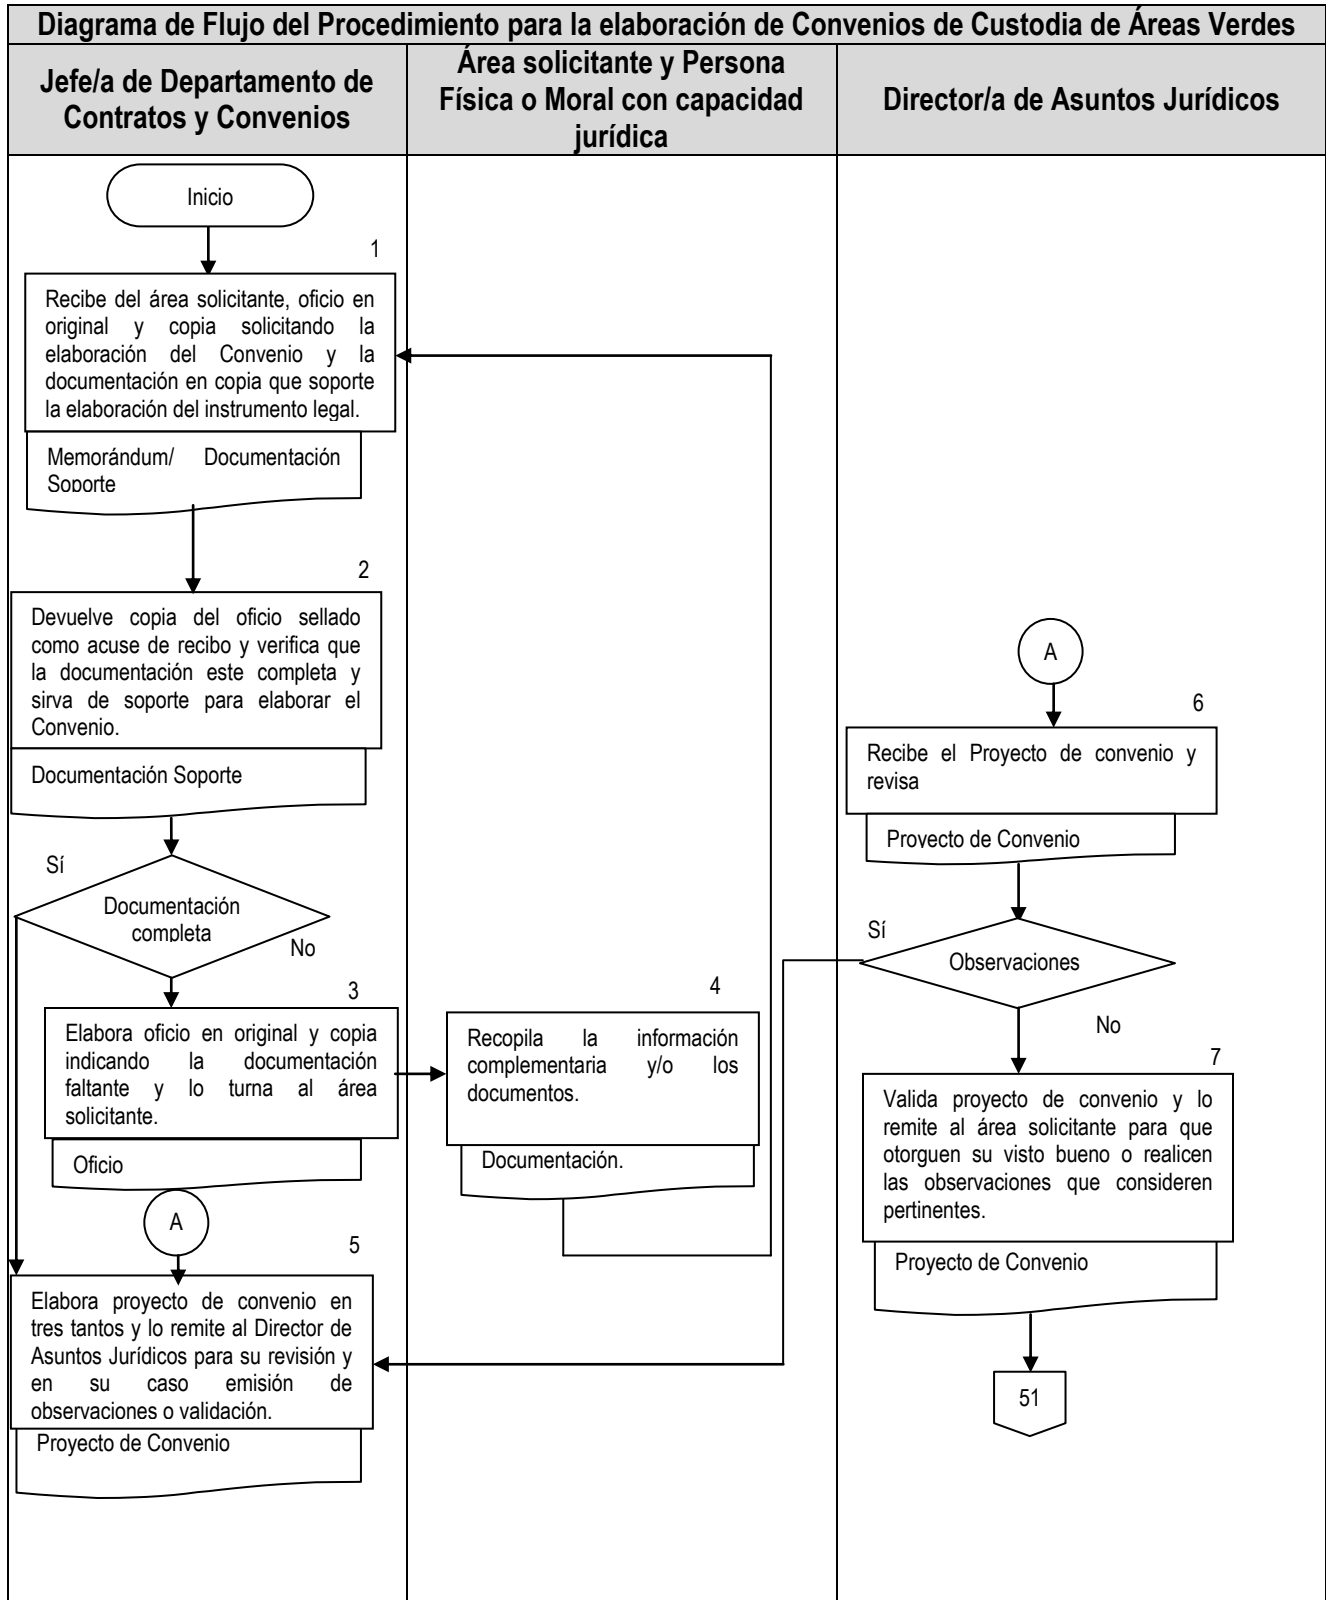 Diagrama de Flujo del Procedimiento para la elaboración de Convenios de Custodia de Áreas Verdes
Jefe/a de Departamento de
Contratos y Convenios
Área solicitante y Persona
Física o Moral con capacidad
jurídica
Director/a de Asuntos Jurídicos
Inicio
1
Recibe del área solicitante, oficio en
original y copia solicitando la
elaboración del Convenio y la
documentación en copia que soporte
la elaboración del instrumento legal.
Memorándum/ Documentación
Soporte
2
Devuelve copia del oficio sellado
como acuse de recibo y verifica que
la documentación este completa y
sirva de soporte para elaborar el
Convenio.
Documentación Soporte
Sí
Documentación
completa
No
3
Elabora oficio en original y copia
indicando la documentación
faltante y lo turna al área
solicitante.
Oficio
4
Recopila la información
complementaria y/o los
documentos.
Documentación.
A
5
Elabora proyecto de convenio en
tres tantos y lo remite al Director de
Asuntos Jurídicos para su revisión y
en su caso emisión de
observaciones o validación.
Proyecto de Convenio
A
6
Recibe el Proyecto de convenio y
revisa
Proyecto de Convenio
Sí
Observaciones
No
7
Valida proyecto de convenio y lo
remite al área solicitante para que
otorguen su visto bueno o realicen
las observaciones que consideren
pertinentes.
Proyecto de Convenio
51